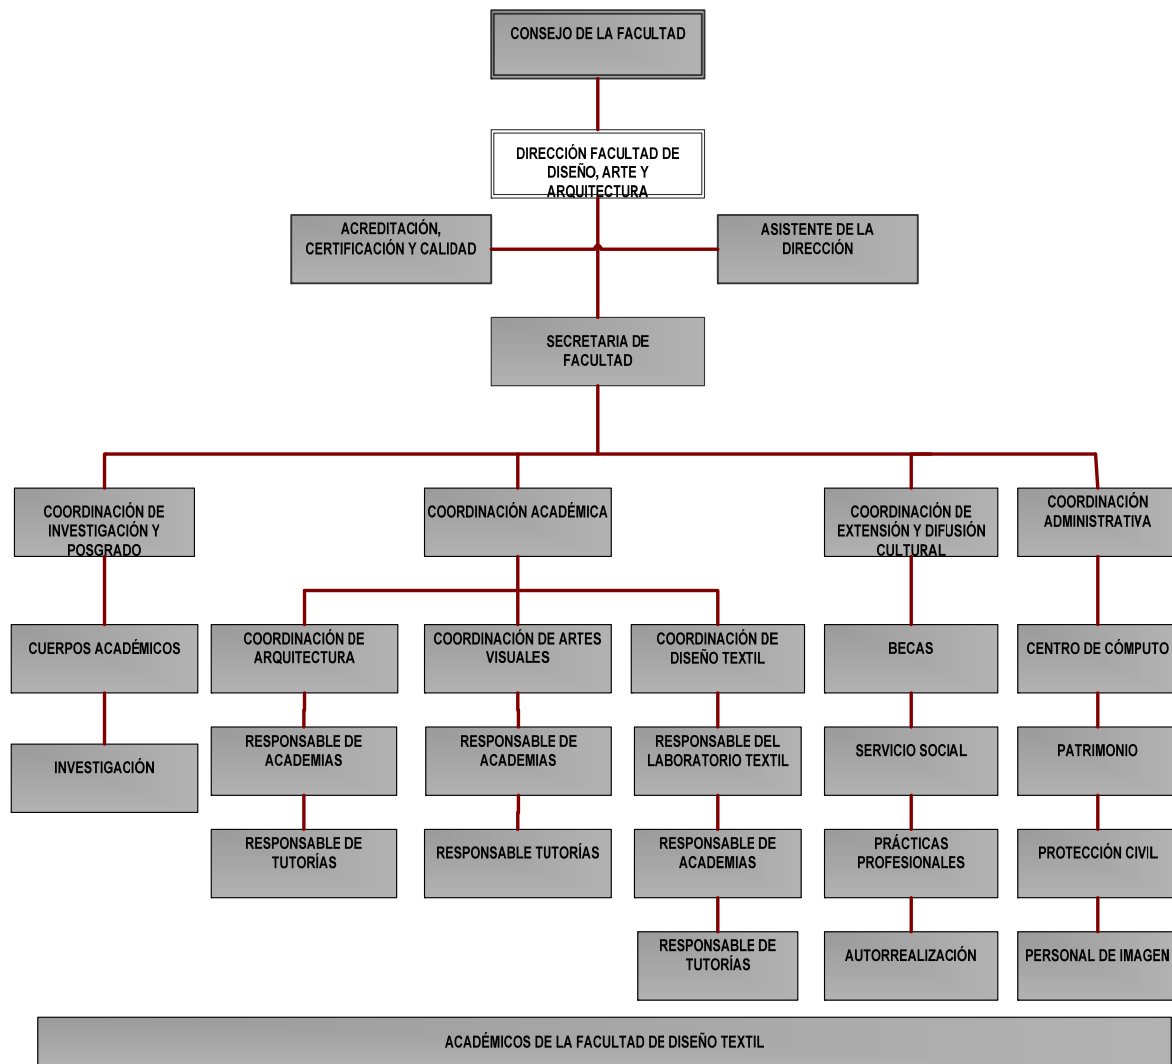 CONSEJO DE LA FACULTAD
DIRECCIÓN FACULTAD DE
DISEÑO, ARTE Y
ARQUITECTURA
ACREDITACIÓN,
CERTIFICACIÓN Y CALIDAD
ASISTENTE DE LA
DIRECCIÓN
SECRETARIA DE
FACULTAD
COORDINACIÓN DE
INVESTIGACIÓN Y
POSGRADO
COORDINACIÓN ACADÉMICA
COORDINACIÓN DE
EXTENSIÓN Y DIFUSIÓN
CULTURAL
COORDINACIÓN
ADMINISTRATIVA
CUERPOS ACADÉMICOS
COORDINACIÓN DE
ARQUITECTURA
COORDINACIÓN DE ARTES
VISUALES
COORDINACIÓN DE
DISEÑO TEXTIL
BECAS
CENTRO DE CÓMPUTO
INVESTIGACIÓN
RESPONSABLE DE
ACADEMIAS
RESPONSABLE DE
ACADEMIAS
RESPONSABLE DEL
LABORATORIO TEXTIL
SERVICIO SOCIAL
PATRIMONIO
RESPONSABLE DE
TUTORÍAS
RESPONSABLE TUTORÍAS
RESPONSABLE DE
ACADEMIAS
PRÁCTICAS
PROFESIONALES
PROTECCIÓN CIVIL
RESPONSABLE DE
TUTORÍAS
AUTORREALIZACIÓN
PERSONAL DE IMAGEN
ACADÉMICOS DE LA FACULTAD DE DISEÑO TEXTIL